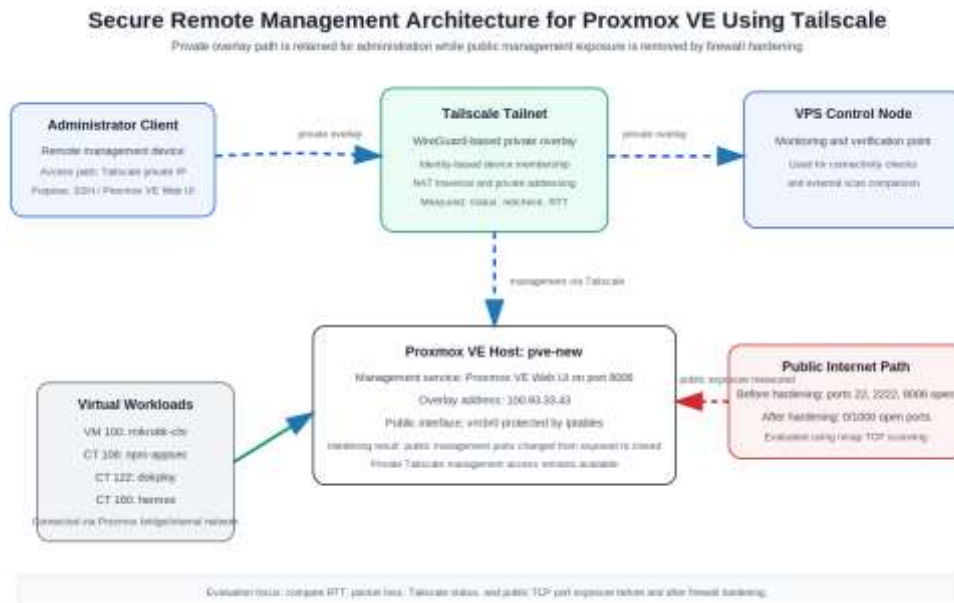 Secure Remote Management Architecture for Proxmox VE Using Tailscale
Private overlay path is retained for administration while public management exposure is removed by firewall hardening.
Administrator Client
Remote management device
Access path: Tailscale private IP
Purpose: SSH / Proxmox VE Web UI
private overlay
Tailscale Tailnet
WireGuard-based private overlay
Identity-based device membership
NAT traversal and private addressing
Measured: status, netcheck, RTT
private overlay
VPS Control Node
Monitoring and verification point
Used for connectivity checks
and external scan comparison
management via Tailscale
Proxmox VE Host: pve-new
Management service: Proxmox VE Web UI on port 8006
Overlay address: 100.93.33.43
Public interface: vmbr0 protected by iptables
Hardening result: public management ports changed from exposed to closed
Private Tailscale management access remains available
public exposure measured
Public Internet Path
Before hardening: ports 22, 2222, 8006 open
After hardening: 0/1000 open ports
Evaluated using nmap TCP scanning
Virtual Workloads
VM 100: mikrotik-chr
CT 106: npm-appsec
CT 122: dokploy
CT 160: hermes
Connected via Proxmox bridge/internal network
Evaluation focus: compare RTT, packet loss, Tailscale status, and public TCP port exposure before and after firewall hardening.